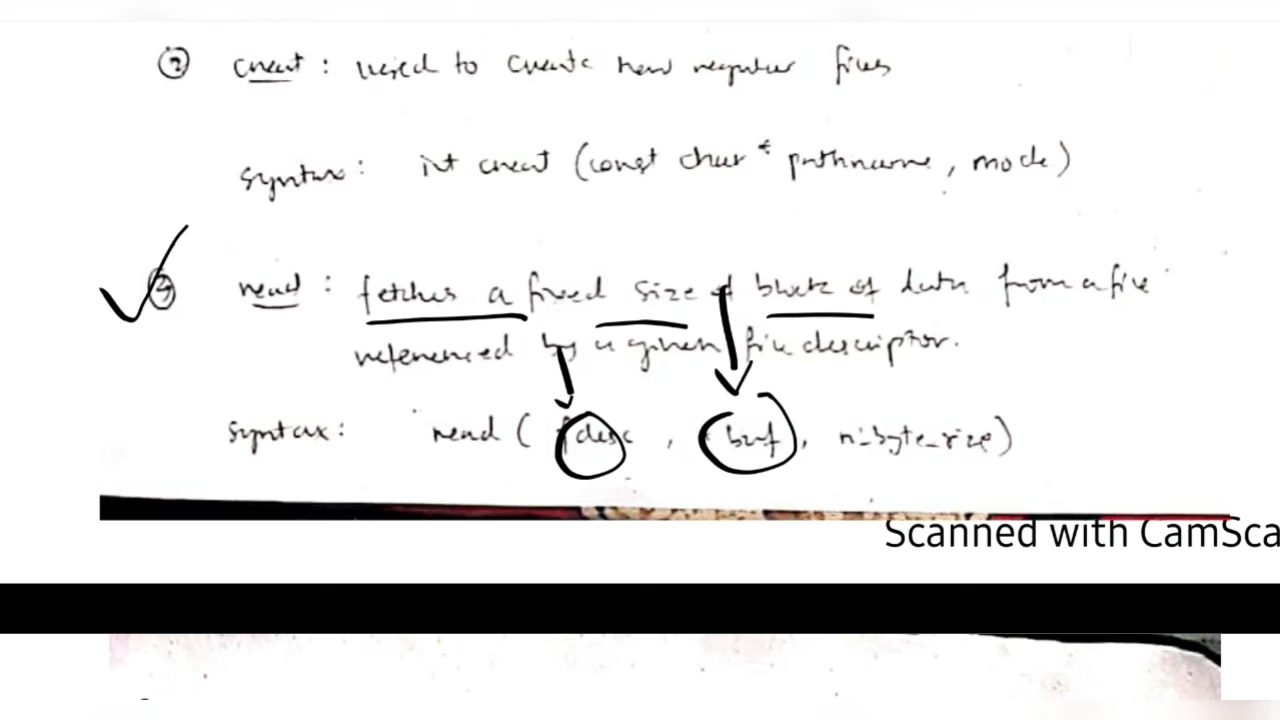 ② creat : used to create new regular files
syntax : int creat (const char * pathname, mode)
read : fetches a fixed size of block of data from a file
referenced by a given file descriptor.
syntax : read ( fdesc , buf, n-byte-size)
Scanned with CamSca